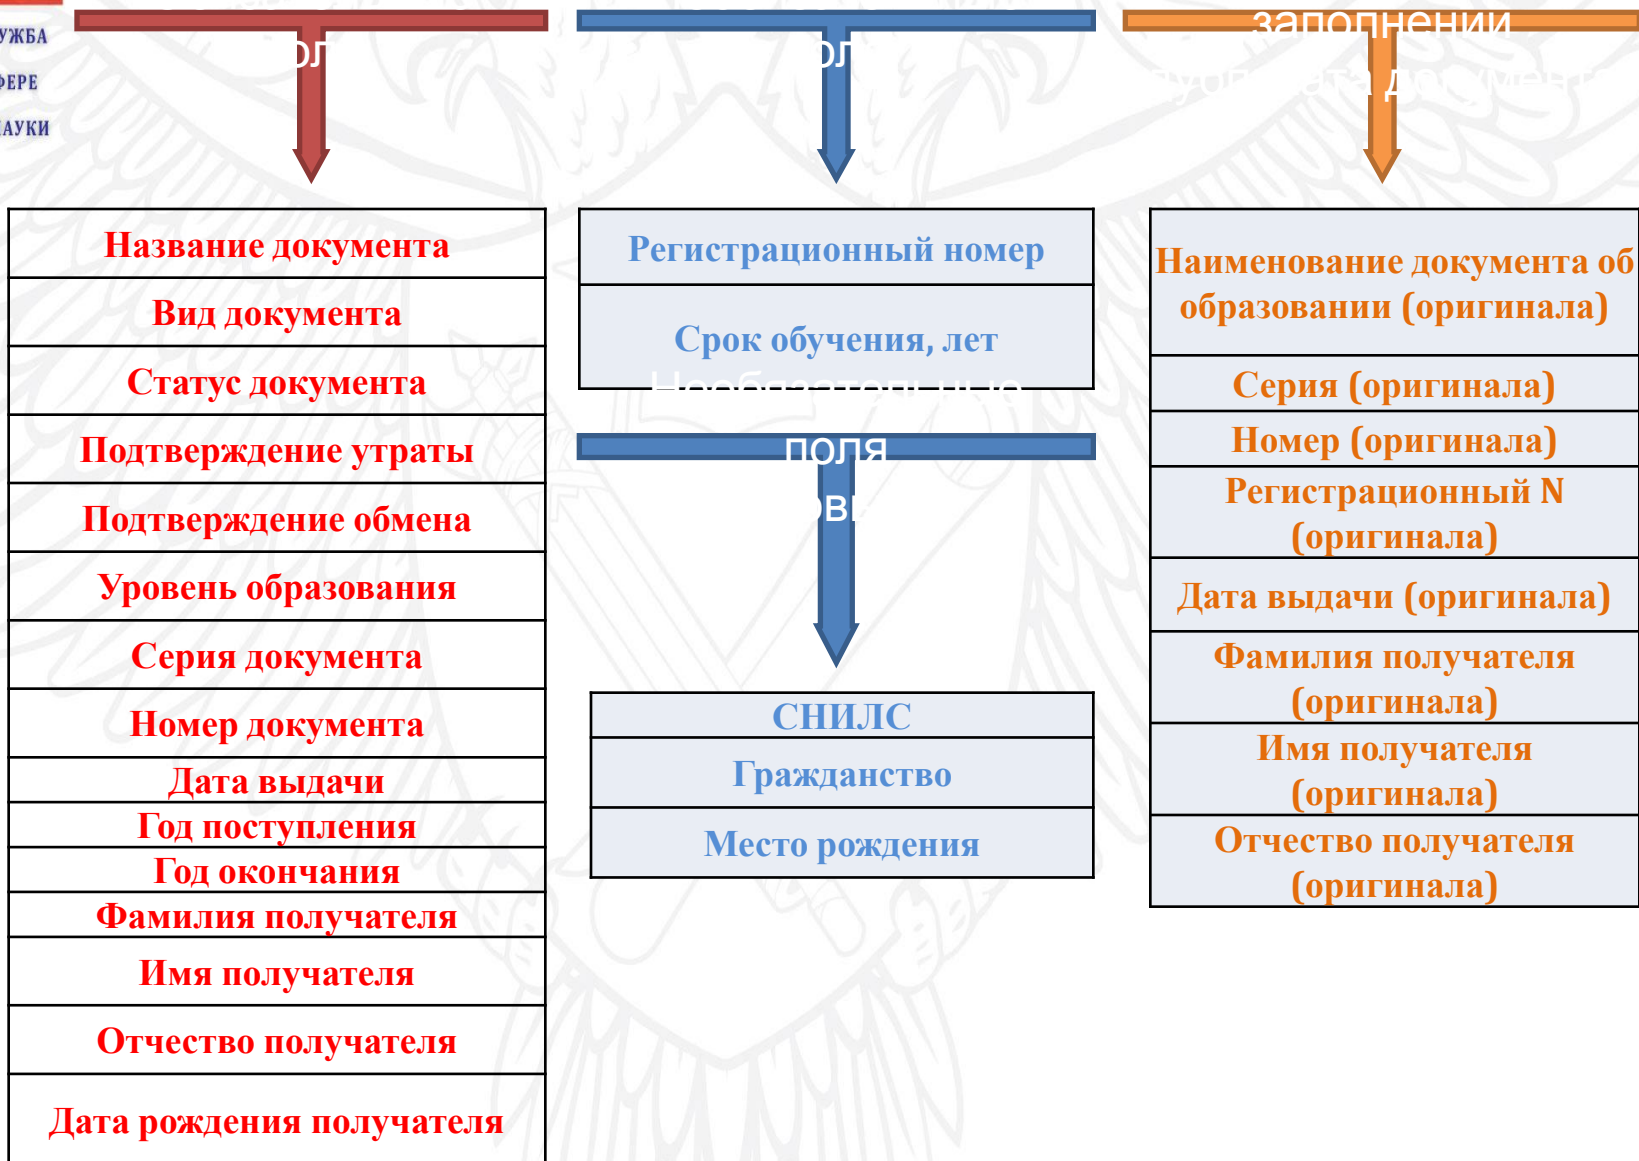 заполнении
документа
Название документа
Вид документа
Статус документа
Подтверждение утраты
Подтверждение обмена
Уровень образования
Серия документа
Номер документа
Дата выдачи
Год поступления
Год окончания
Фамилия получателя
Имя получателя
Отчество получателя
Дата рождения получателя
Регистрационный номер
Срок обучения, лет
Необязательные
поля
СНИЛС
Гражданство
Место рождения
Наименование документа об
образовании (оригинала)
Серия (оригинала)
Номер (оригинала)
Регистрационный N
(оригинала)
Дата выдачи (оригинала)
Фамилия получателя
(оригинала)
Имя получателя
(оригинала)
Отчество получателя
(оригинала)